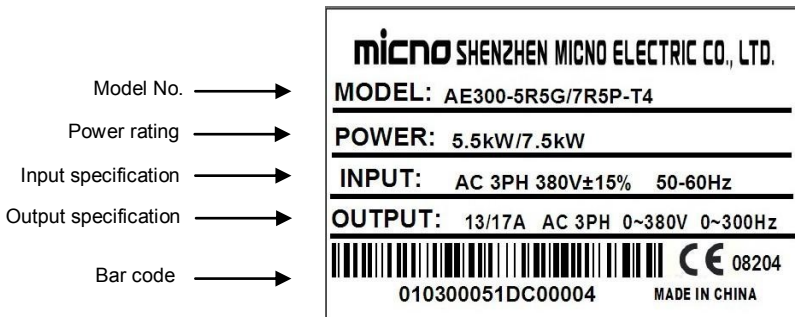 micno SHENZHEN MICNO ELECTRIC CO., LTD.
Model No. MODEL: AE300-5R5G/7R5P-T4
Power rating POWER: 5.5kW/7.5kW
Input specification INPUT: AC 3PH 380V±15% 50-60Hz
Output specification OUTPUT: 13/17A AC 3PH 0~380V 0~300Hz
Bar code CE 08204
010300051DC00004 MADE IN CHINA